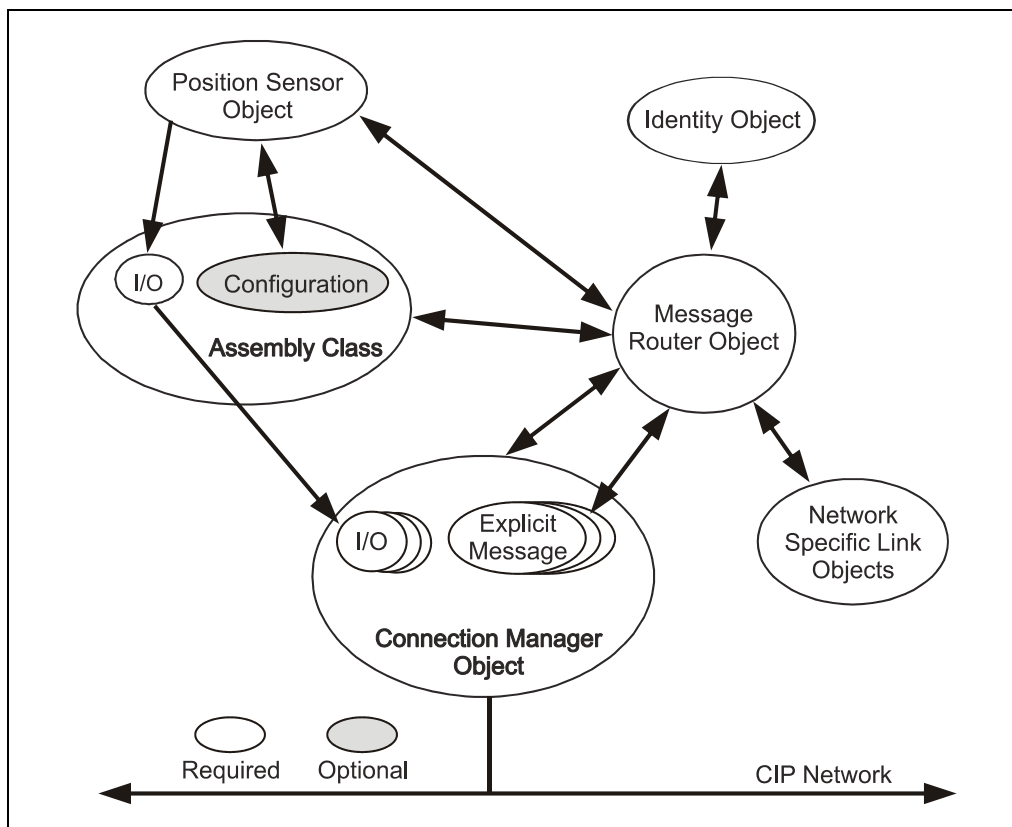 Position Sensor
Object
Identity Object
I/O
Configuration
Assembly Class
Message
Router Object
I/O
Explicit
Message
Network
Specific Link
Objects
Connection Manager
Object
Required
Optional
CIP Network